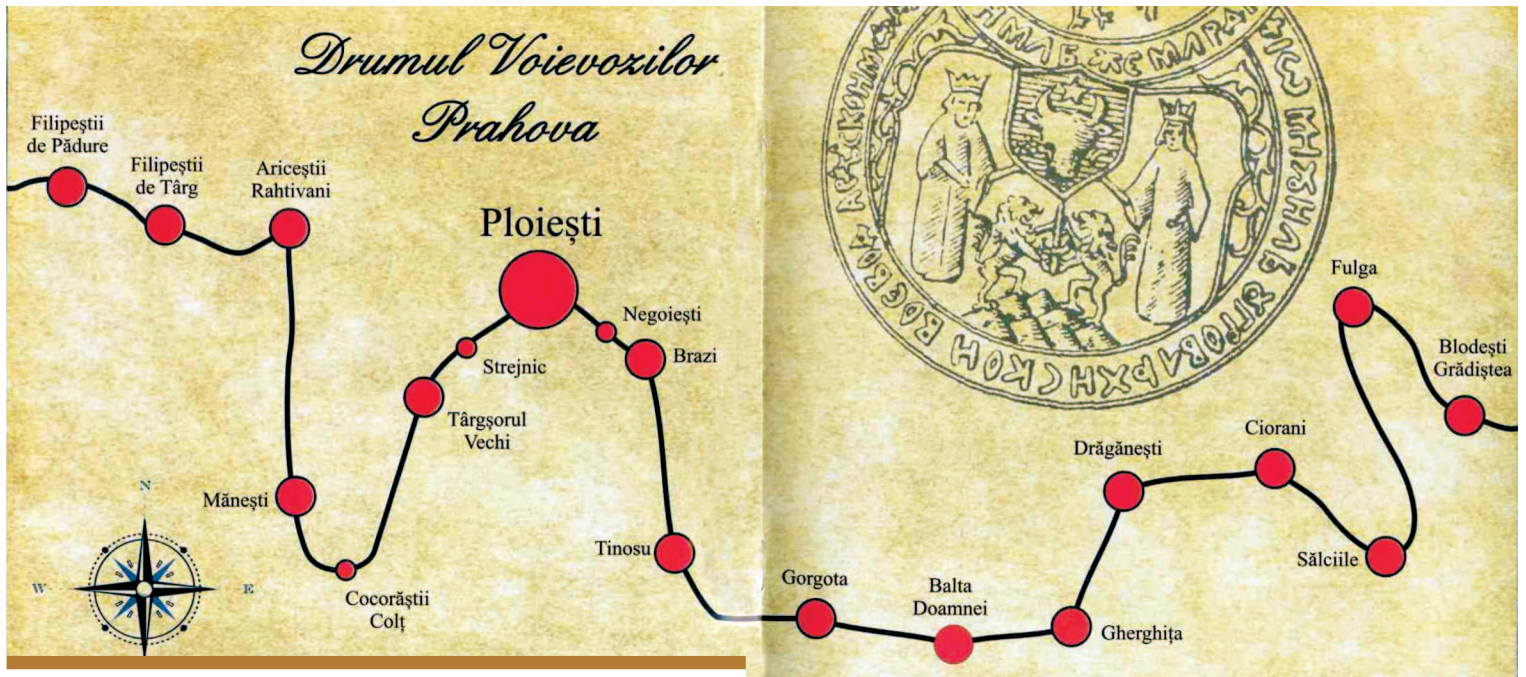 Drumul Voievozilor
Prahova
Filipeștii
de Pădure
Filipeștii
de Târg
Ariceștii
Rahtivani
Ploiești
Negoiești
Brazi
Strejnic
Târgșorul
Vechi
Mănești
Cocorăștii
Colț
Tinosu
Gorgota
Balta
Doamnei
Gherghița
Drăgănești
Ciorani
Sălciile
Fulga
Blodești
Grădiștea
N
W
E